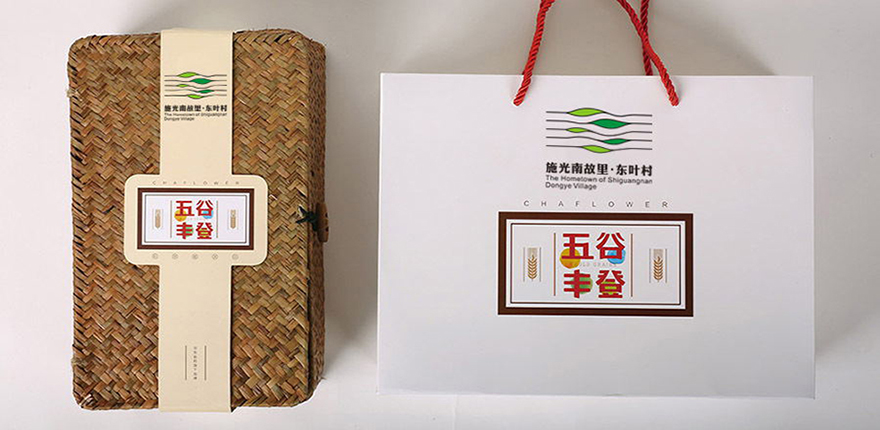 施光南故里·东叶村
The Hometown of Shiguangnan
Dongye Village
CHAFLOWER
五谷
丰登
施光南故里·东叶村
The Hometown of Shiguangnan
Dongye Village
CHAFLOWER
五谷
丰登